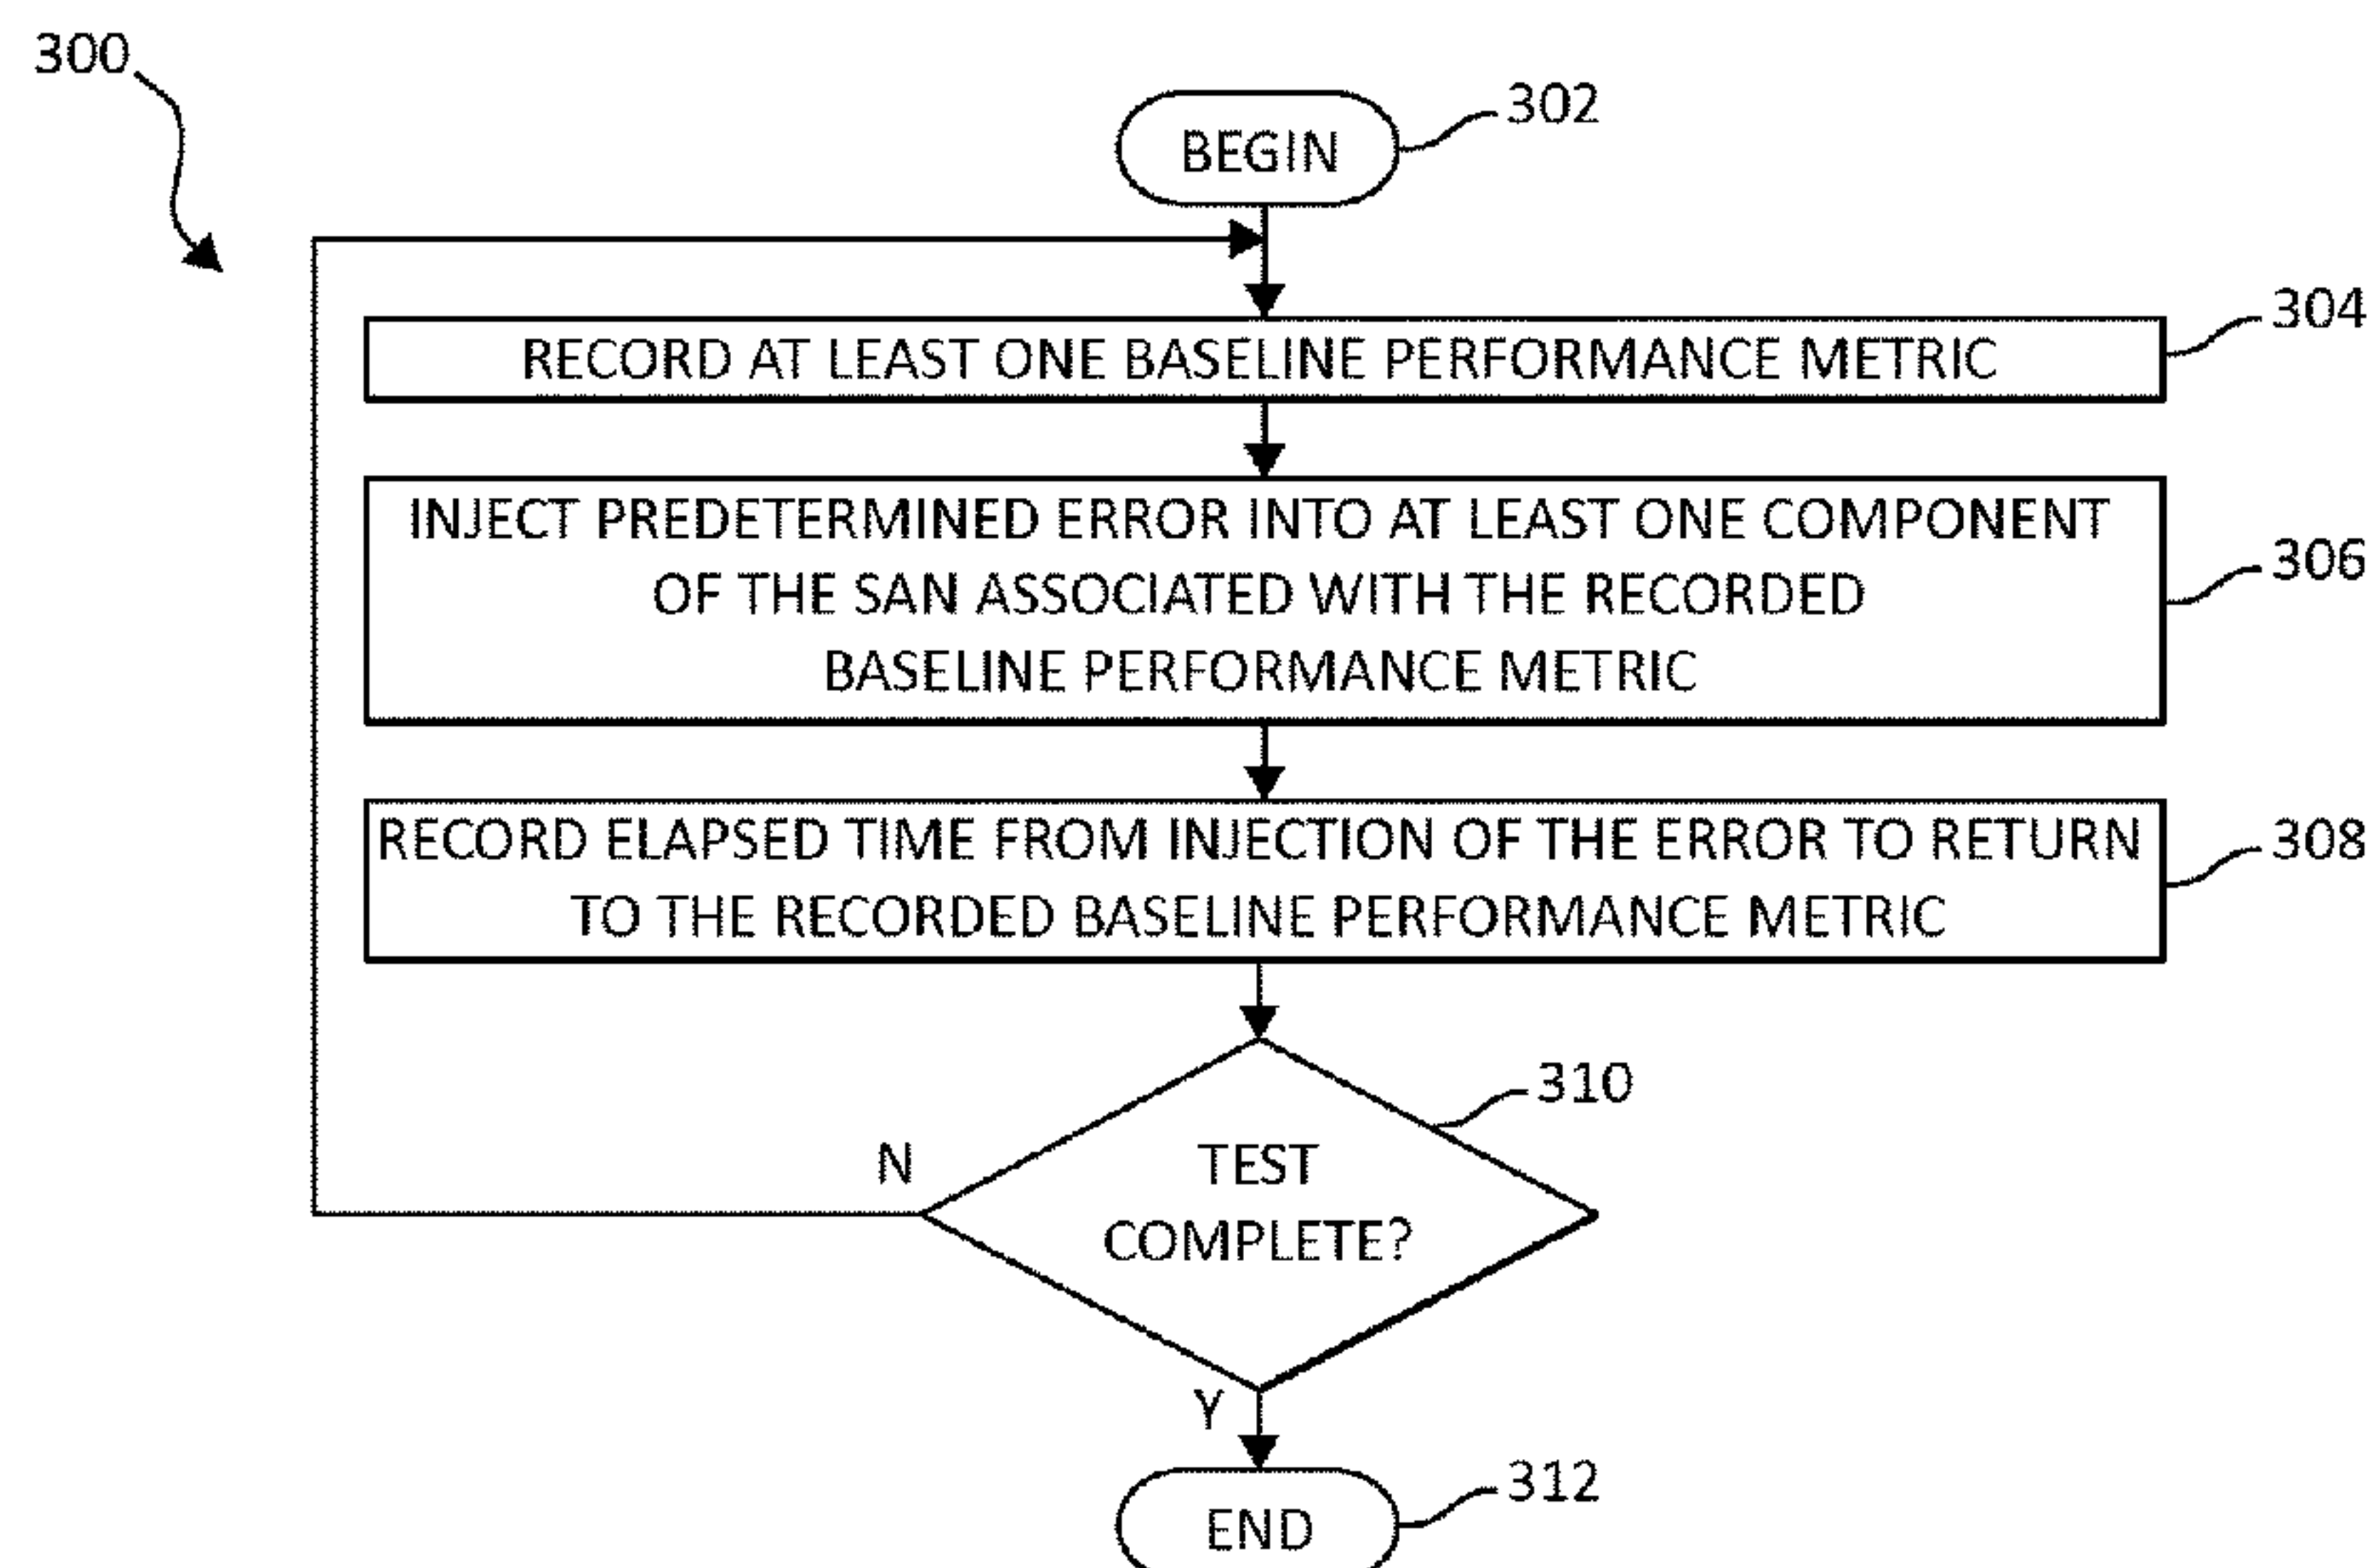 300
BEGIN
302
RECORD AT LEAST ONE BASELINE PERFORMANCE METRIC
304
INJECT PREDETERMINED ERROR INTO AT LEAST ONE COMPONENT
OF THE SAN ASSOCIATED WITH THE RECORDED
BASELINE PERFORMANCE METRIC
306
RECORD ELAPSED TIME FROM INJECTION OF THE ERROR TO RETURN
TO THE RECORDED BASELINE PERFORMANCE METRIC
308
TEST
COMPLETE?
310
N
Y
END
312